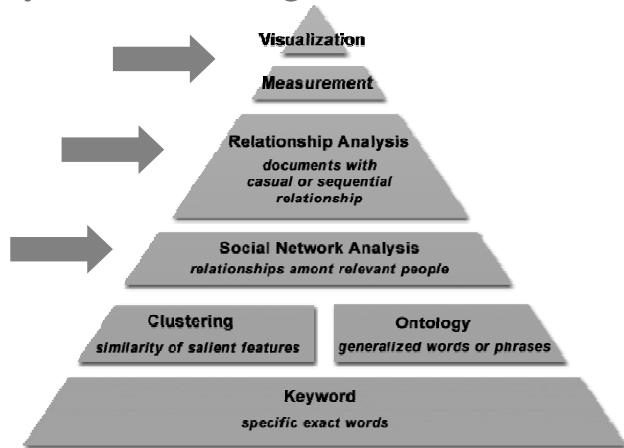 Visualization
Measurement
Relationship Analysis
documents with
casual or sequential
relationship
Social Network Analysis
relationships amont relevant people
Clustering
similarity of salient features
Ontology
generalized words or phrases
Keyword
specific exact words